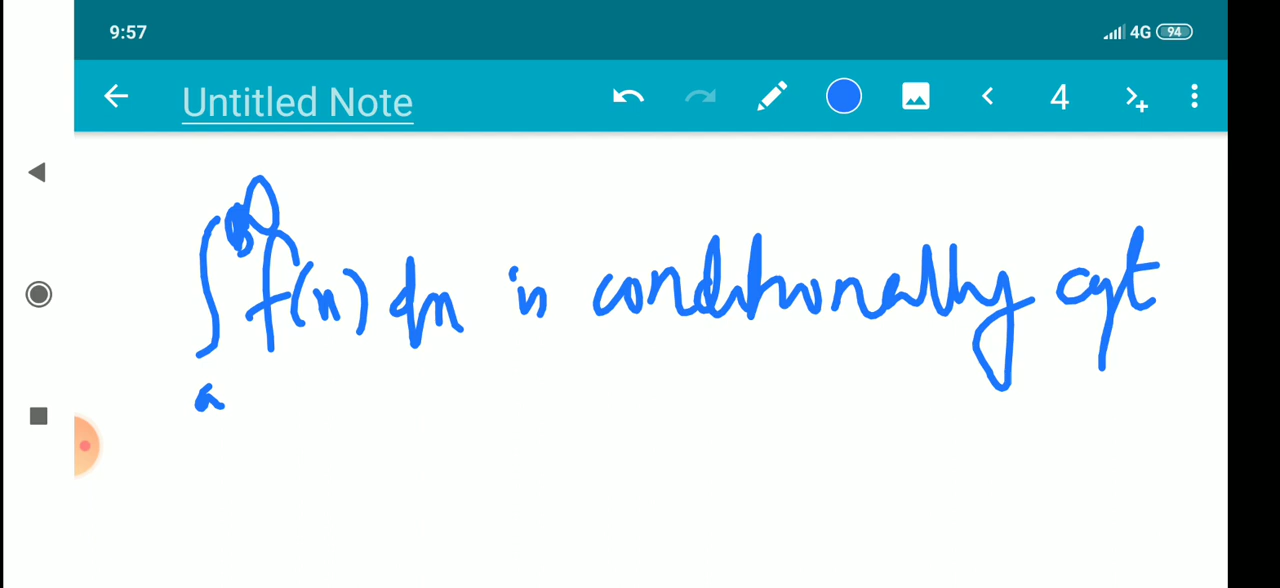 9:57 4G 94
Untitled Note 4
∫ₐ^∞ f(x) dx is conditionally cgt